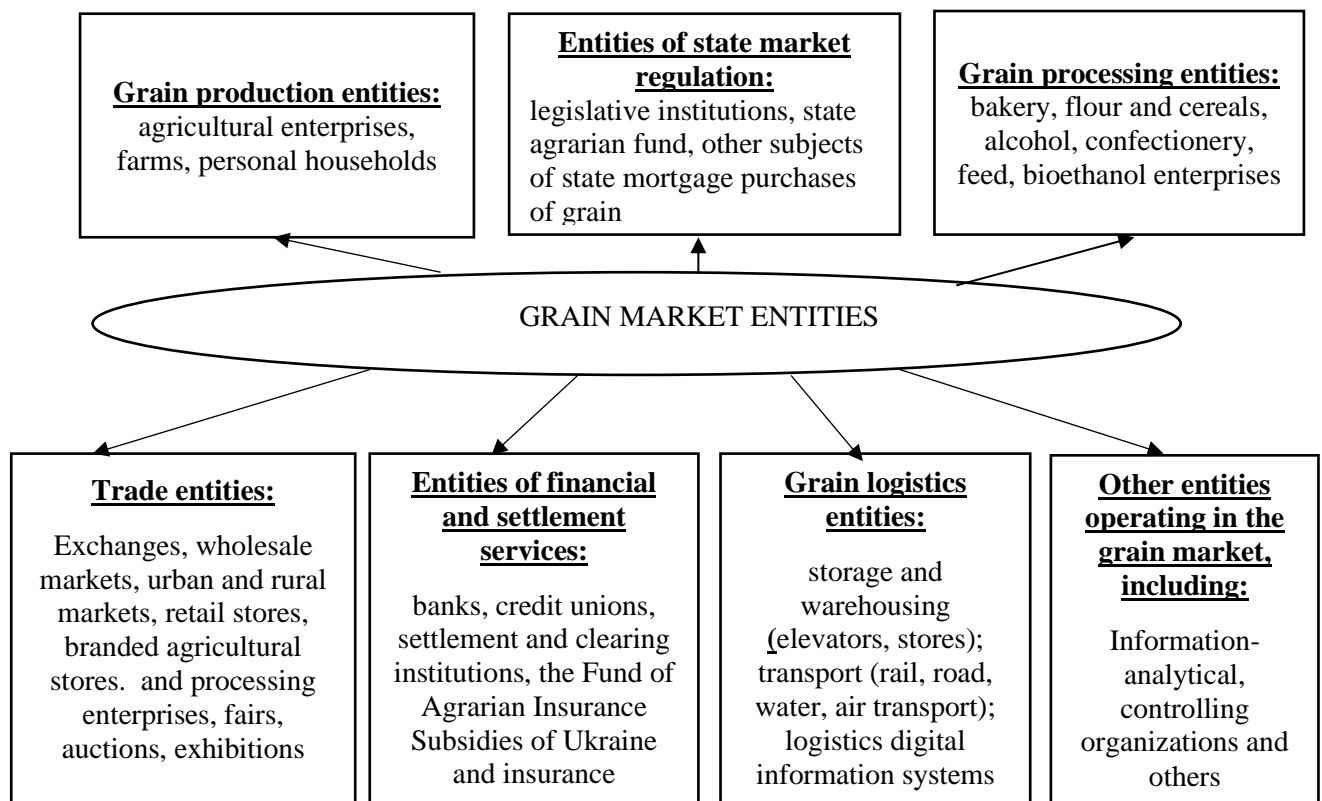 Grain production entities:
agricultural enterprises,
farms, personal households
Entities of state market
regulation:
legislative institutions, state
agrarian fund, other subjects
of state mortgage purchases
of grain
Grain processing entities:
bakery, flour and cereals,
alcohol, confectionery,
feed, bioethanol enterprises
GRAIN MARKET ENTITIES
Trade entities:
Exchanges, wholesale
markets, urban and rural
markets, retail stores,
branded agricultural
stores.  and processing
enterprises, fairs,
auctions, exhibitions
Entities of financial
and settlement
services:
banks, credit unions,
settlement and clearing
institutions, the Fund of
Agrarian Insurance
Subsidies of Ukraine
and insurance
Grain logistics
entities:
storage and
warehousing
(elevators, stores);
transport (rail, road,
water, air transport);
logistics digital
information systems
Other entities
operating in the
grain market,
including:
Information-
analytical,
controlling
organizations and
others